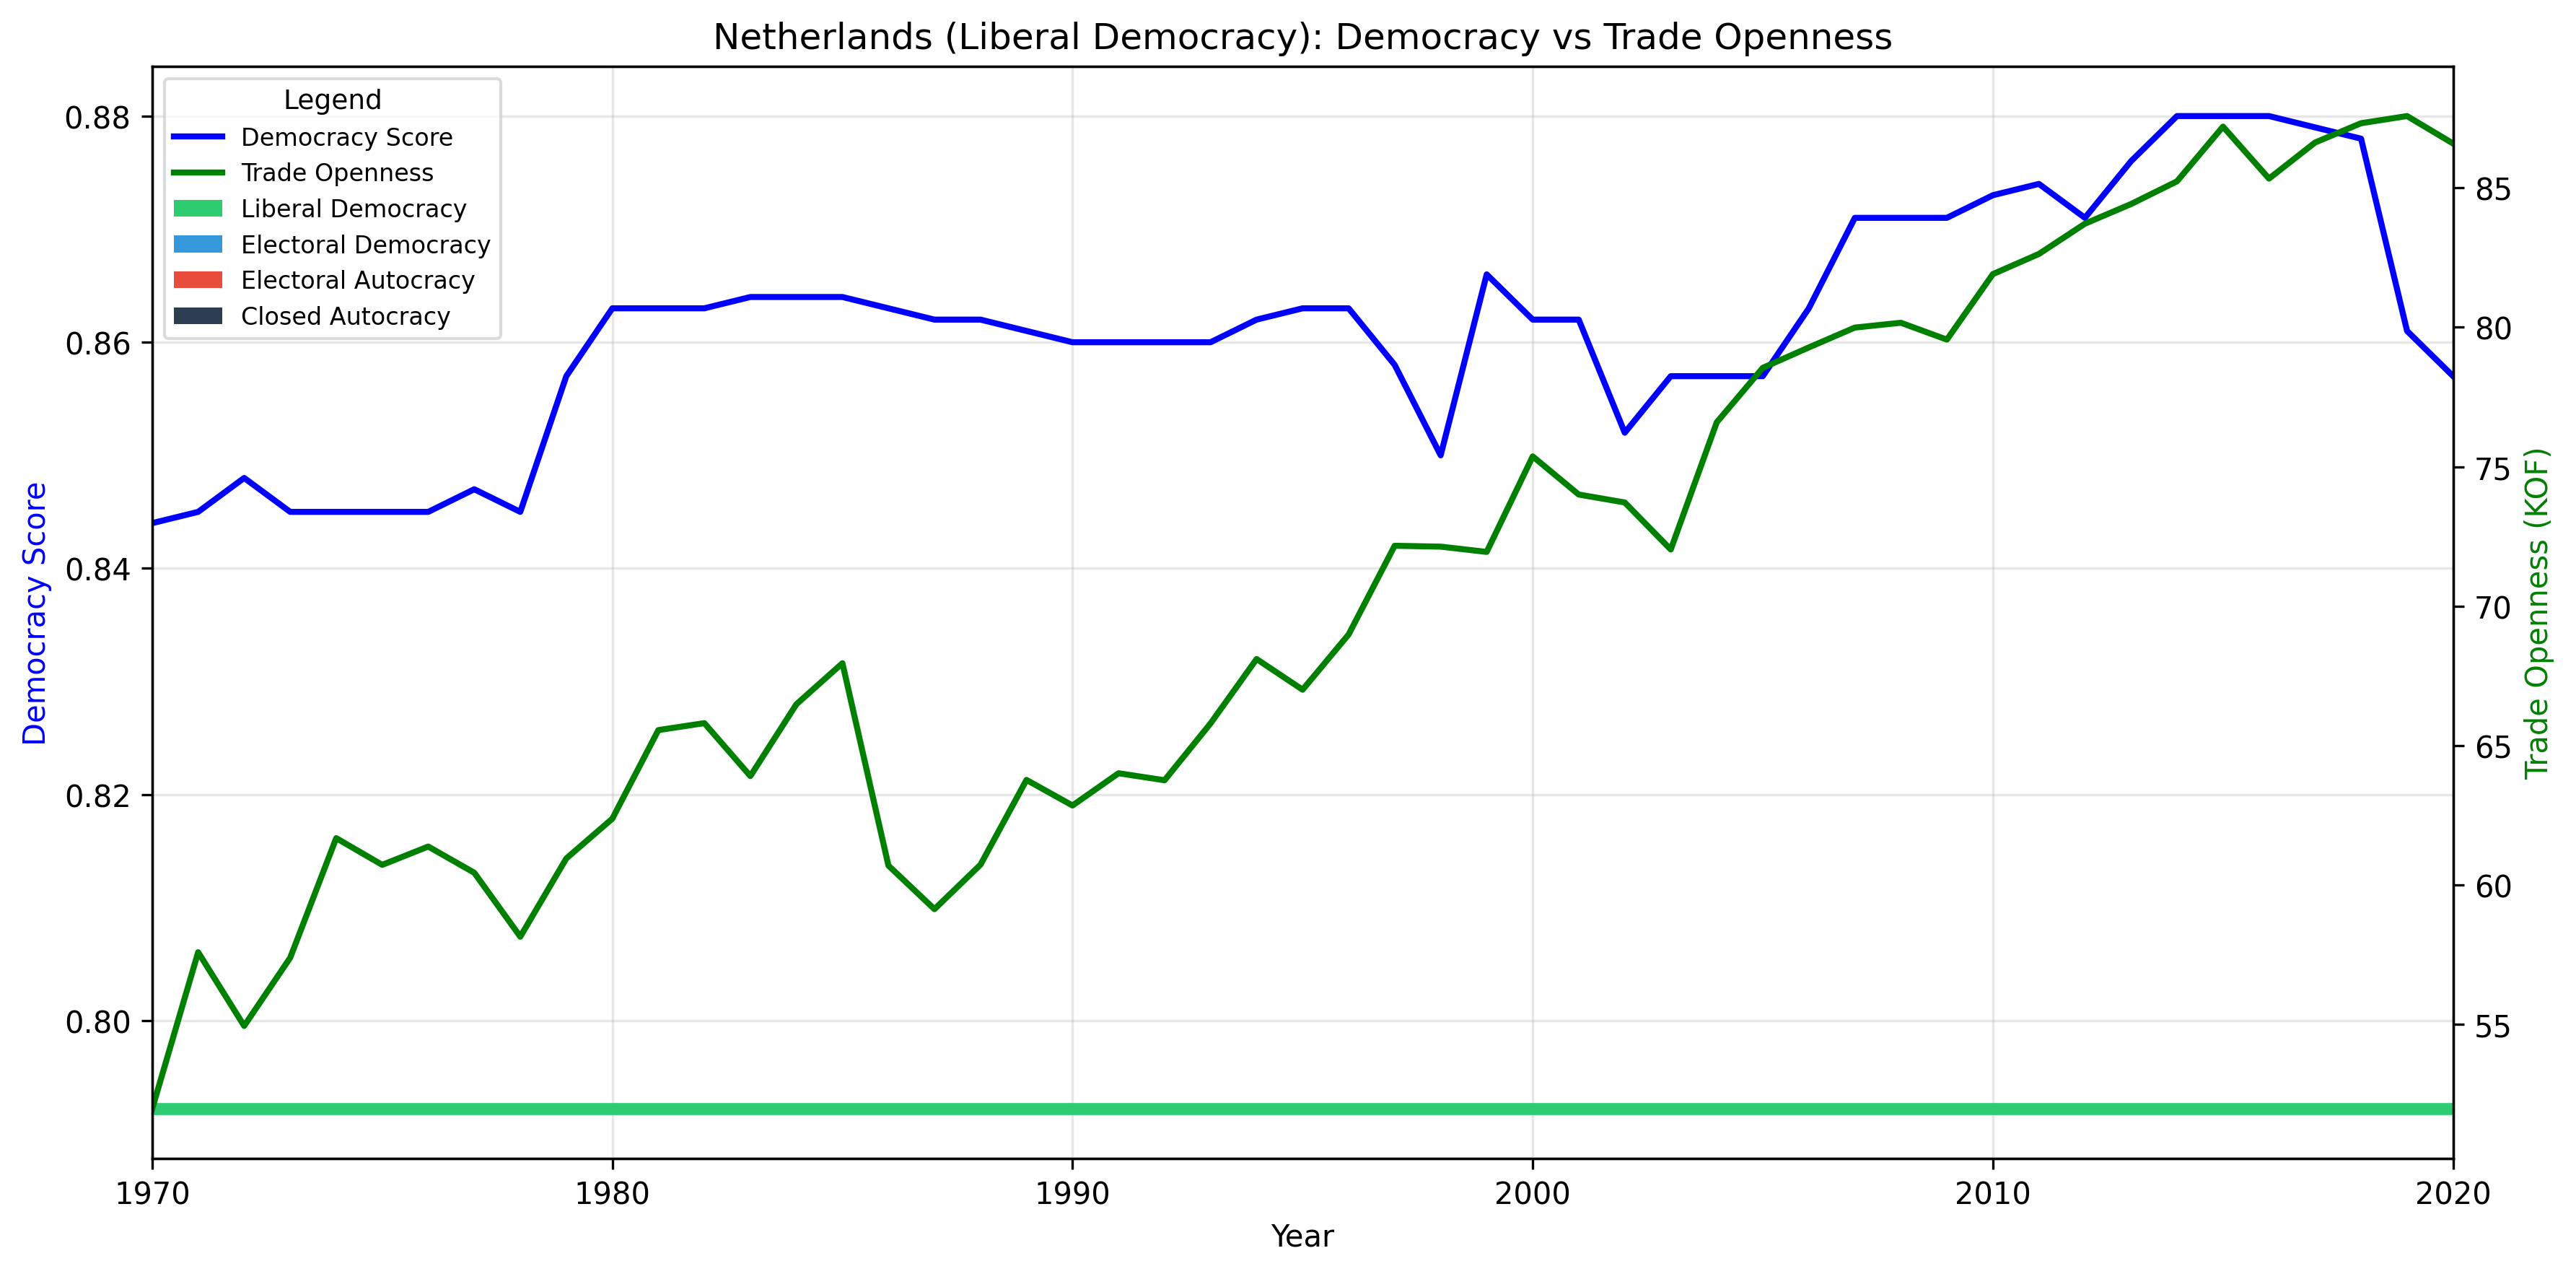 Netherlands (Liberal Democracy): Democracy vs Trade Openness
Legend
Democracy Score
Trade Openness
Liberal Democracy
Electoral Democracy
Electoral Autocracy
Closed Autocracy
Democracy Score
0.88
0.86
0.84
0.82
0.80
85
80
75
70
65
60
55
Trade Openness (KOF)
1970
1980
1990
2000
2010
2020
Year